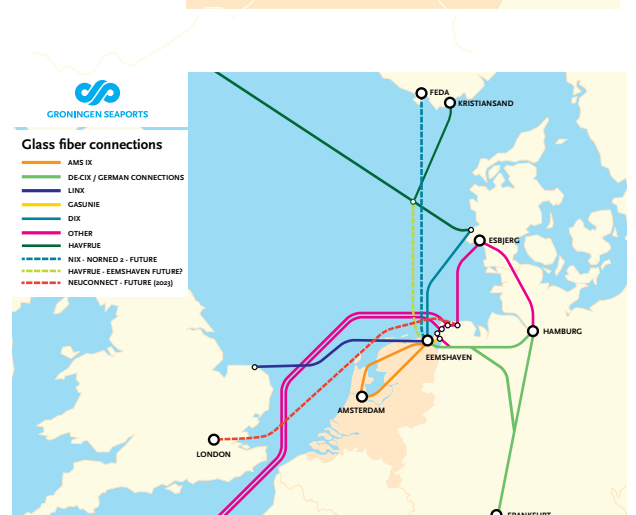 GRONINGEN SEAPORTS
Glass fiber connections
AMS IX
DE-CIX / GERMAN CONNECTIONS
LINX
GASUNIE
DIX
OTHER
HAVFRUE
NIX - NORNED 2 - FUTURE
HAVFRUE - EEMSHAVEN FUTURE?
NEUCONNECT - FUTURE (2023)
FEDA
KRISTIANSAND
ESBJERG
HAMBURG
EEMSHAVEN
AMSTERDAM
LONDON
FRANKFURT